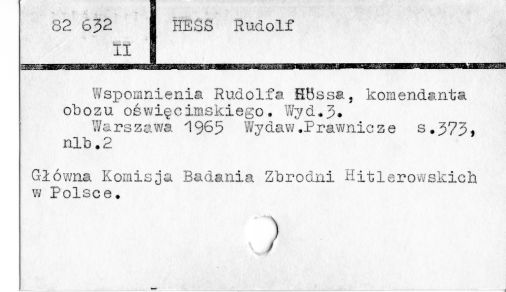 82 632
II
HESS Rudolf
Wspomnienia Rudolfa Hössa, komendanta
obozu oświęcimskiego. Wyd.3.
Warszawa 1965 Wydaw.Prawnicze s.373,
nlb.2
Główna Komisja Badania Zbrodni Hitlerowskich
w Polsce.